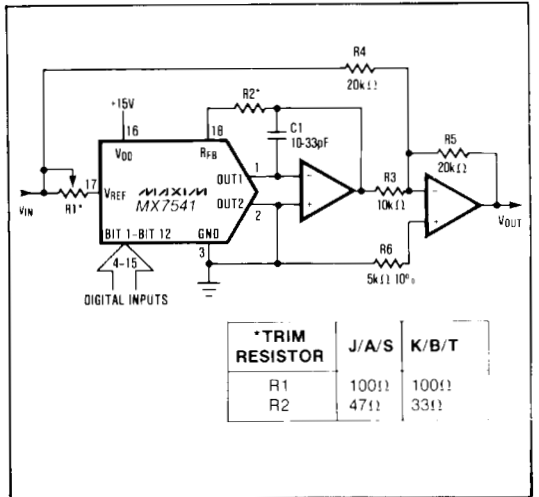 R4
20kΩ
+15V
R2*
16
18
C1
10-33pF
R5
20kΩ
VDD
RFB
1
OUT1
−
R3
10kΩ
−
17
VREF
MAXIM
MX7541
OUT2
2
+
+
VOUT
VIN
R1*
BIT 1-BIT 12
GND
3
R6
5kΩ 10%
4-15
DIGITAL INPUTS
*TRIM RESISTOR J/A/S K/B/T
R1 100Ω 100Ω
R2 47Ω 33Ω